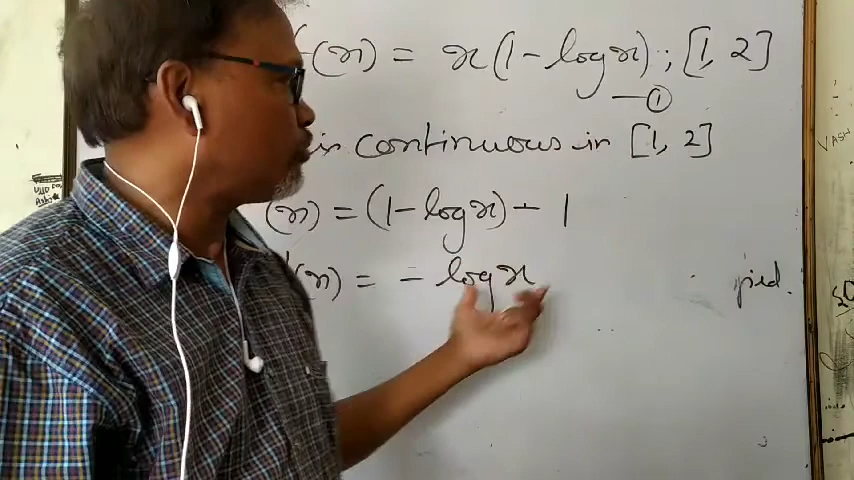 (x) = x(1 - log x) ; [1, 2]
— ①
is continuous in [1, 2]
(x) = (1 - log x) - 1
'(x) = - log x